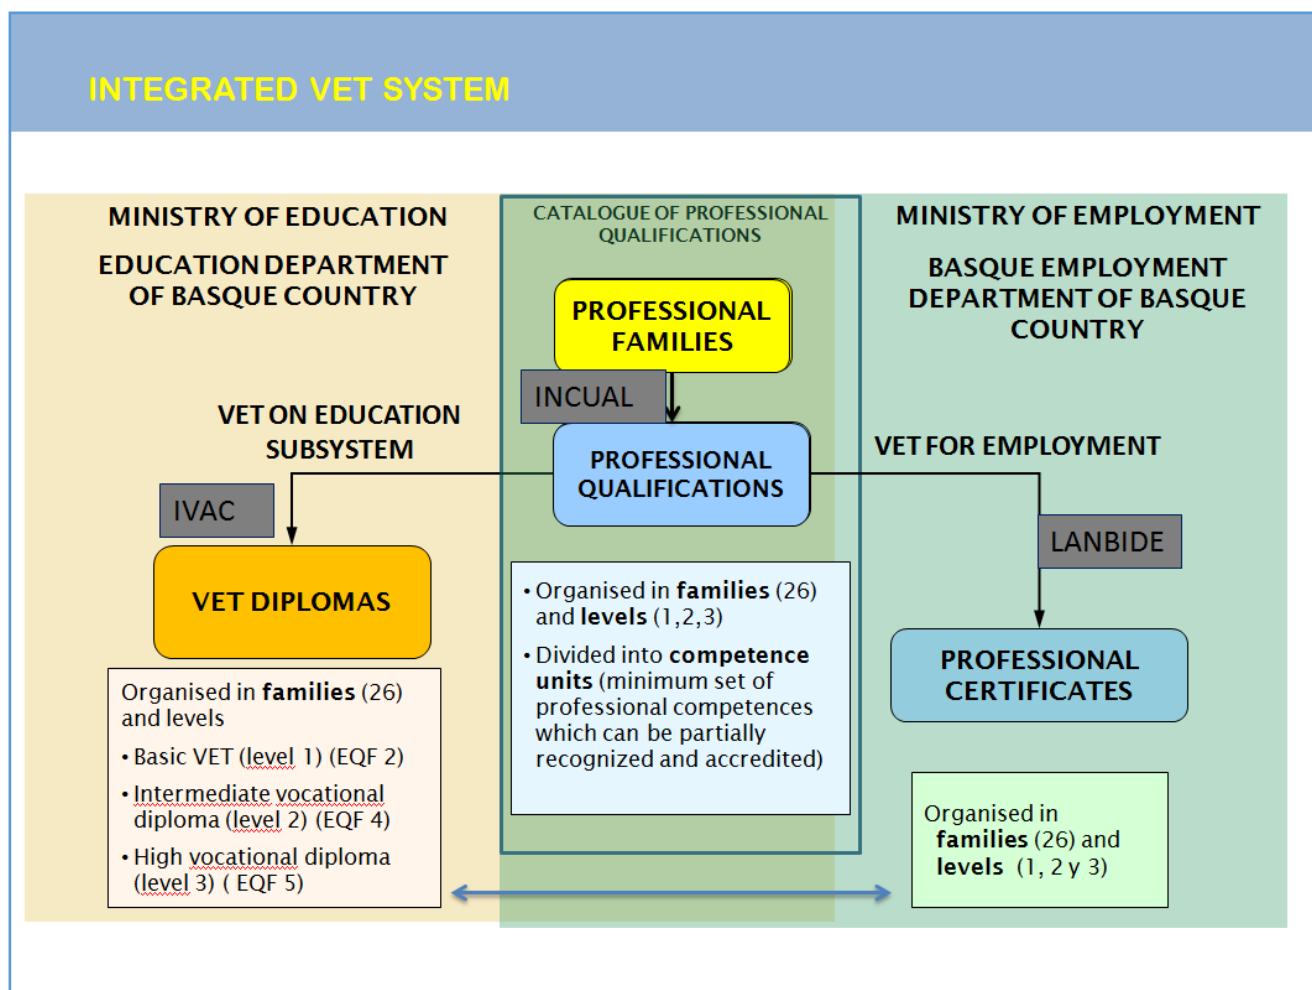 INTEGRATED VET SYSTEM
MINISTRY OF EDUCATION
EDUCATION DEPARTMENT
OF BASQUE COUNTRY
CATALOGUE OF PROFESSIONAL
QUALIFICATIONS
MINISTRY OF EMPLOYMENT
BASQUE EMPLOYMENT
DEPARTMENT OF BASQUE
COUNTRY
PROFESSIONAL
FAMILIES
INCUAL
VET ON EDUCATION
SUBSYSTEM
PROFESSIONAL
QUALIFICATIONS
VET FOR EMPLOYMENT
IVAC
LANBIDE
VET DIPLOMAS
PROFESSIONAL
CERTIFICATES
Organised in families (26)
and levels
• Basic VET (level 1) (EQF 2)
• Intermediate vocational
diploma (level 2) (EQF 4)
• High vocational diploma
(level 3) ( EQF 5)
• Organised in families (26)
and levels (1,2,3)
• Divided into competence
units (minimum set of
professional competences
which can be partially
recognized and accredited)
Organised in
families (26) and
levels (1, 2 y 3)